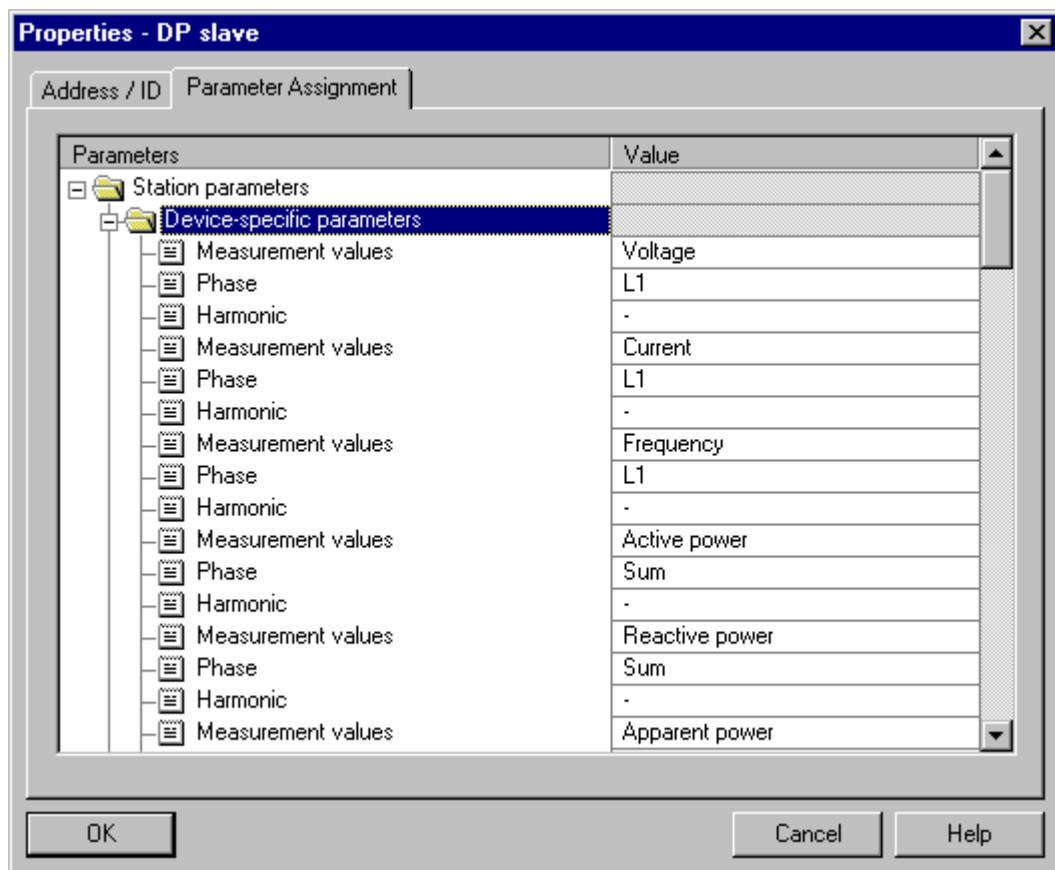 Properties - DP slave
Address / ID Parameter Assignment
Parameters Value
Station parameters
Device-specific parameters
Measurement values Voltage
Phase L1
Harmonic -
Measurement values Current
Phase L1
Harmonic -
Measurement values Frequency
Phase L1
Harmonic -
Measurement values Active power
Phase Sum
Harmonic -
Measurement values Reactive power
Phase Sum
Harmonic -
Measurement values Apparent power
OK Cancel Help